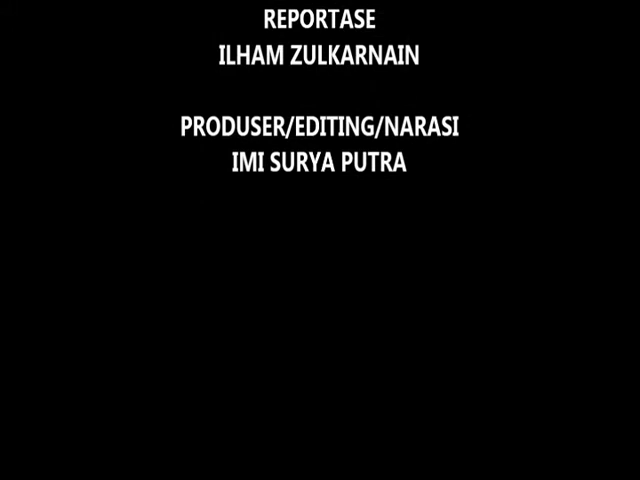 REPORTASE
ILHAM ZULKARNAIN
PRODUSER/EDITING/NARASI
IMI SURYA PUTRA